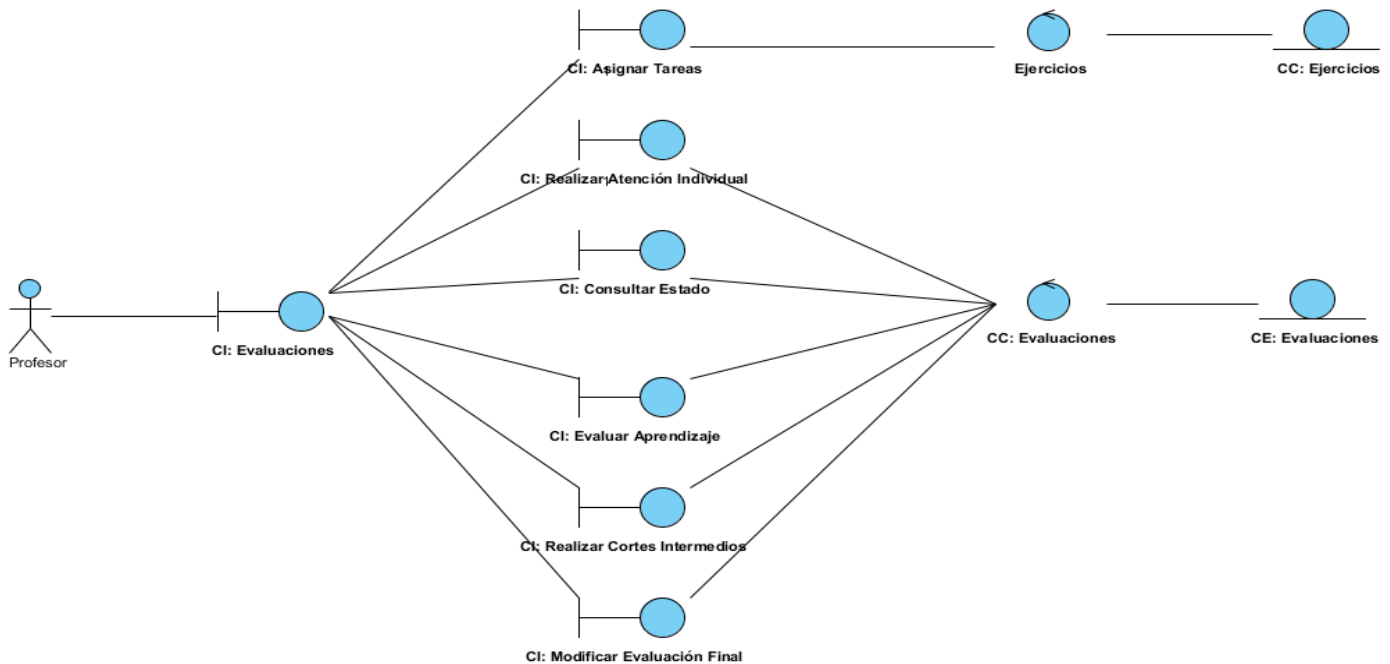 CI: Asignar Tareas
Ejercicios
CC: Ejercicios
CI: Realizar Atención Individual
CI: Consultar Estado
Profesor
CI: Evaluaciones
CC: Evaluaciones
CE: Evaluaciones
CI: Evaluar Aprendizaje
CI: Realizar Cortes Intermedios
CI: Modificar Evaluación Final